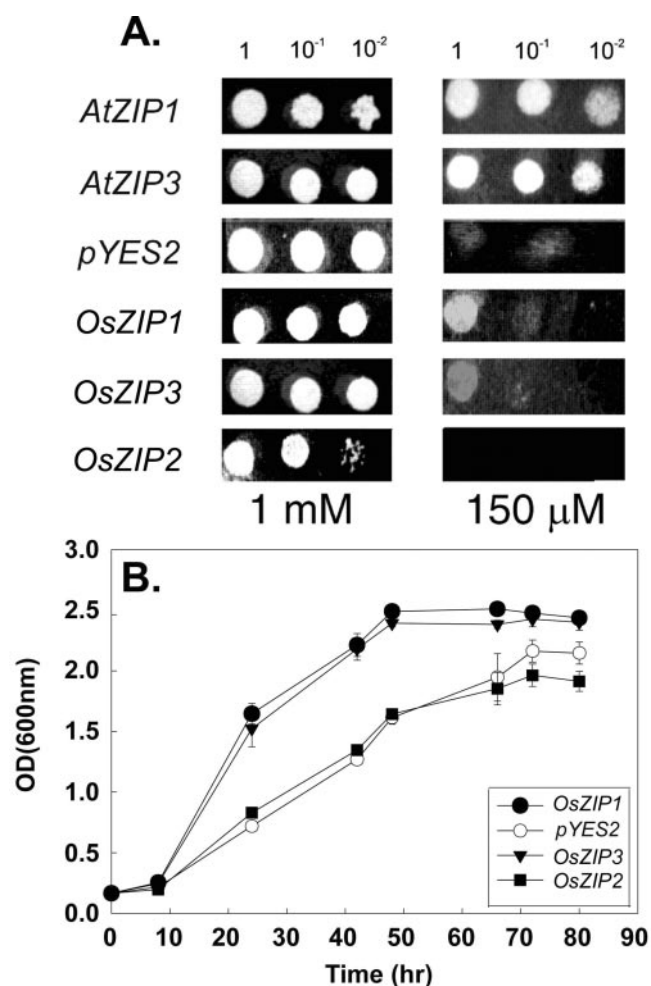 A.
1 10⁻¹ 10⁻² 1 10⁻¹ 10⁻²
AtZIP1
AtZIP3
pYES2
OsZIP1
OsZIP3
OsZIP2
1 mM 150 μM
B.
3.0
2.5
2.0
1.5
1.0
0.5
0.0
OD(600nm)
OsZIP1
pYES2
OsZIP3
OsZIP2
0 10 20 30 40 50 60 70 80 90
Time (hr)